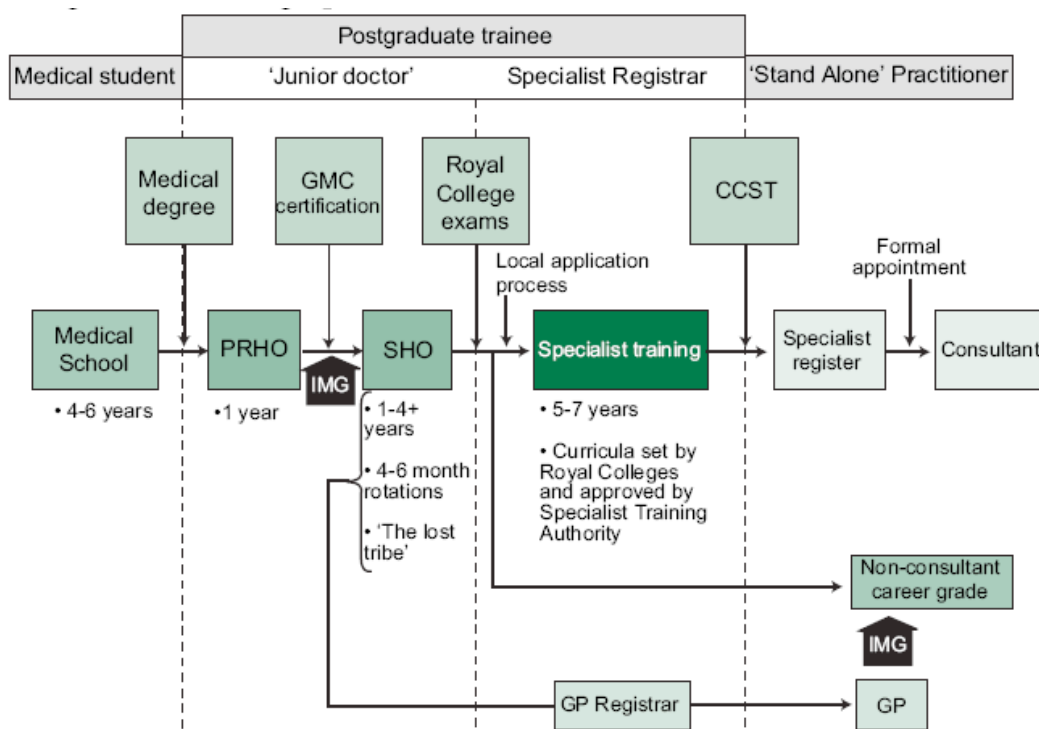 Postgraduate trainee
Medical student
‘Junior doctor’
Specialist Registrar
‘Stand Alone’ Practitioner
Medical
degree
GMC
certification
Royal
College
exams
CCST
Local application
process
Formal
appointment
Medical
School
PRHO
IMG
SHO
Specialist training
Specialist
register
Consultant
• 4-6 years
• 1 year
• 1-4+
years
• 4-6 month
rotations
• ‘The lost
tribe’
• 5-7 years
• Curricula set by
Royal Colleges
and approved by
Specialist Training
Authority
Non-consultant
career grade
IMG
GP Registrar
GP